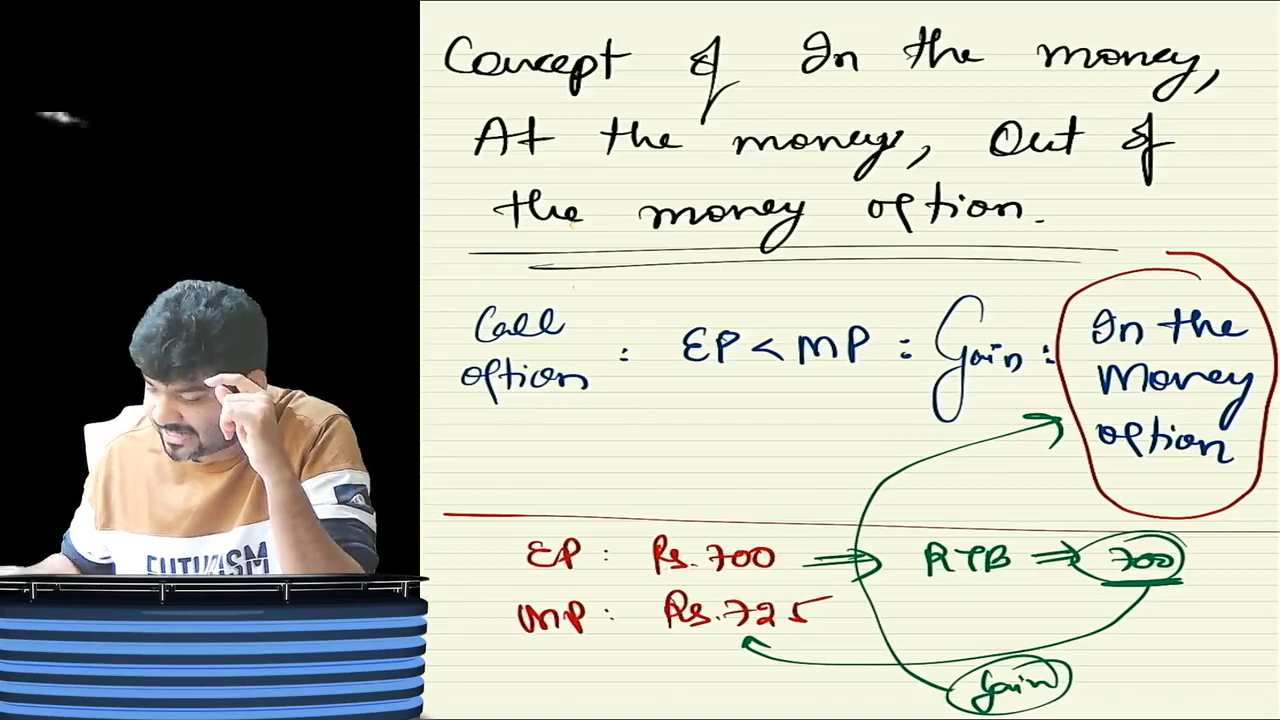 Concept of In the money,
At the money, Out of
the money option.
Call
option : EP < MP : Gain :
In the
Money
option
EP : Rs. 700 ⇒ RTB ⇒ 700
MP : Rs. 725
Gain
FUTURISM